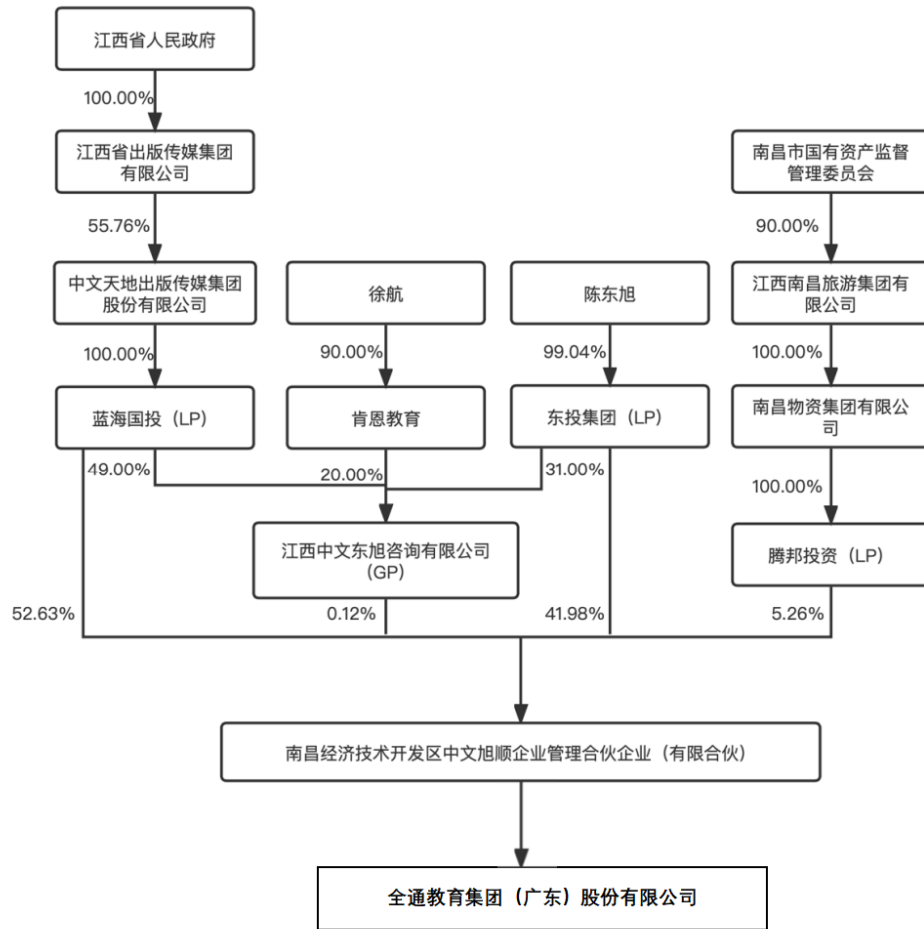 江西省人民政府
100.00%
江西省出版传媒集团
有限公司
南昌市国有资产监督
管理委员会
55.76%
90.00%
中文天地出版传媒集团
股份有限公司
徐航
陈东旭
江西南昌旅游集团有
限公司
100.00%
90.00%
99.04%
100.00%
蓝海国投（LP）
肯恩教育
东投集团（LP）
南昌物资集团有限公
司
49.00%
20.00%
31.00%
100.00%
江西中文东旭咨询有限公司
（GP）
腾邦投资（LP）
52.63%
0.12%
41.98%
5.26%
南昌经济技术开发区中文旭顺企业管理合伙企业（有限合伙）
全通教育集团（广东）股份有限公司